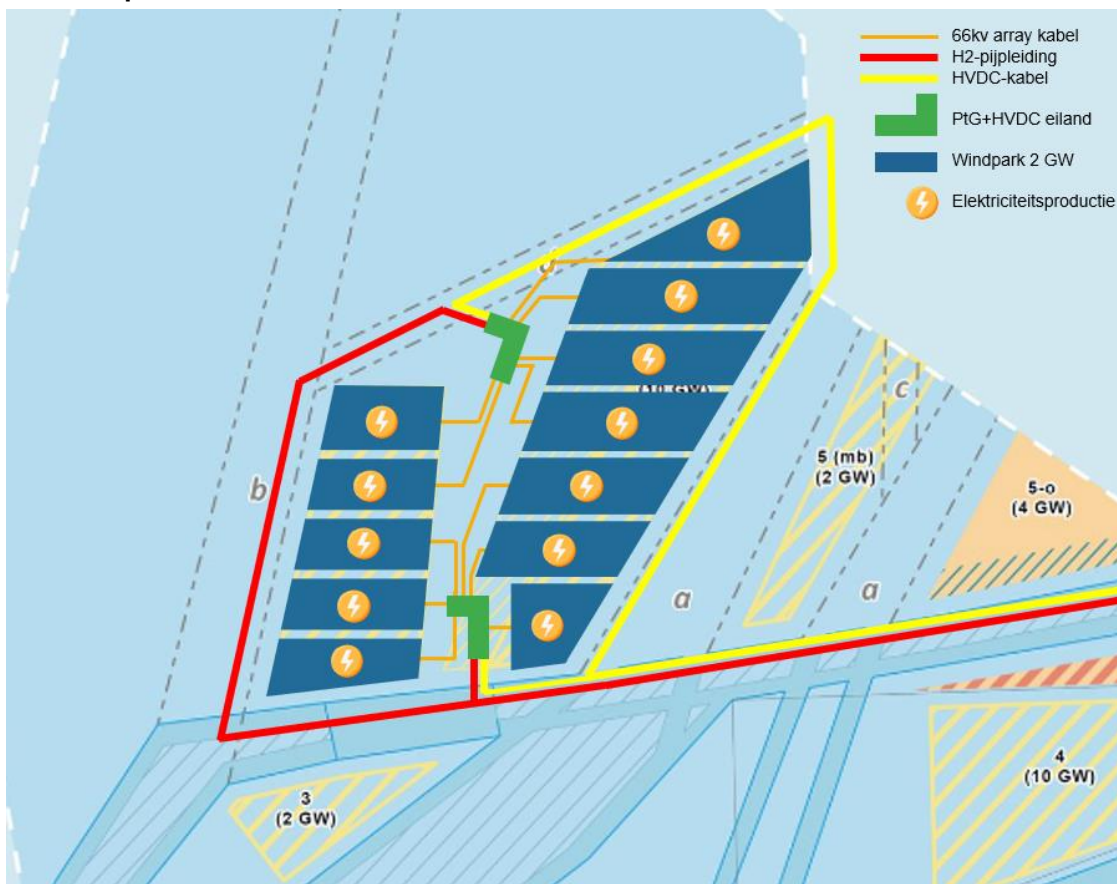 66kv array kabel
H2-pijpleiding
HVDC-kabel
PtG+HVDC eiland
Windpark 2 GW
Elektriciteitsproductie
c
5 (mb)
(2 GW)
5-o
(4 GW)
b
a
a
4
(10 GW)
3
(2 GW)